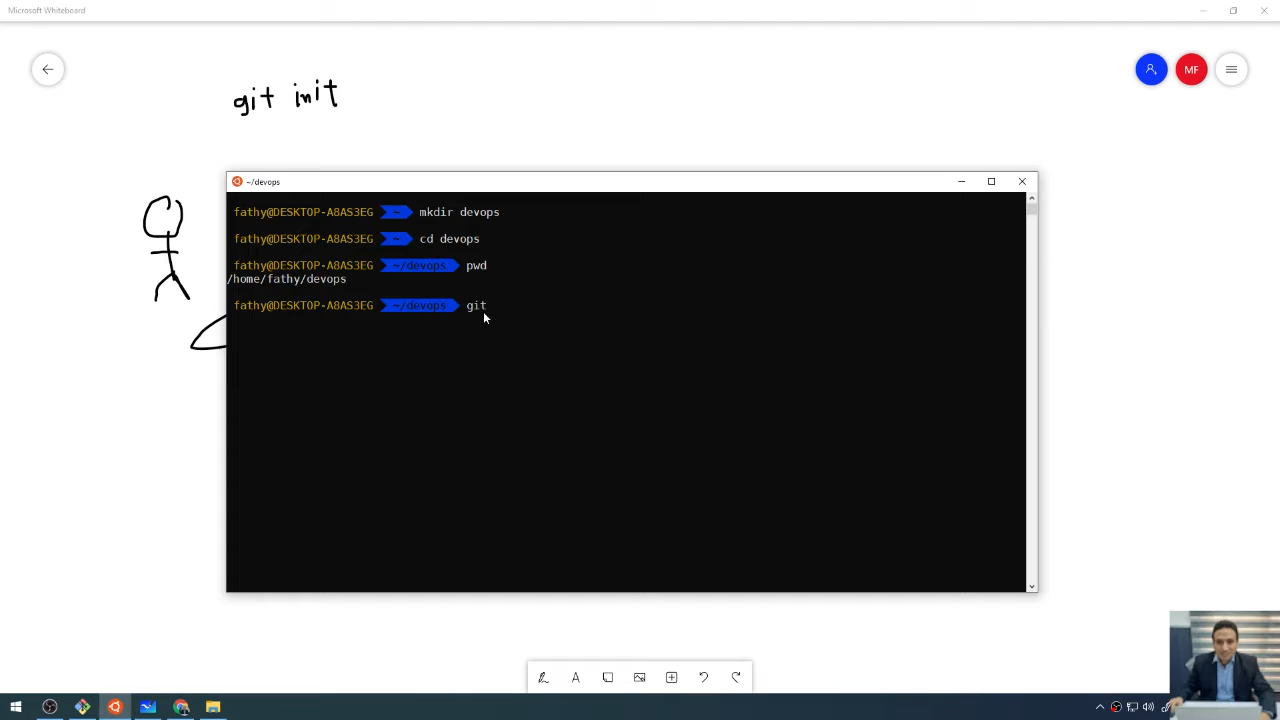 Microsoft Whiteboard
MF
git init
~/devops
fathy@DESKTOP-A8AS3EG ~ mkdir devops
fathy@DESKTOP-A8AS3EG ~ cd devops
fathy@DESKTOP-A8AS3EG ~/devops pwd
/home/fathy/devops
fathy@DESKTOP-A8AS3EG ~/devops git
A